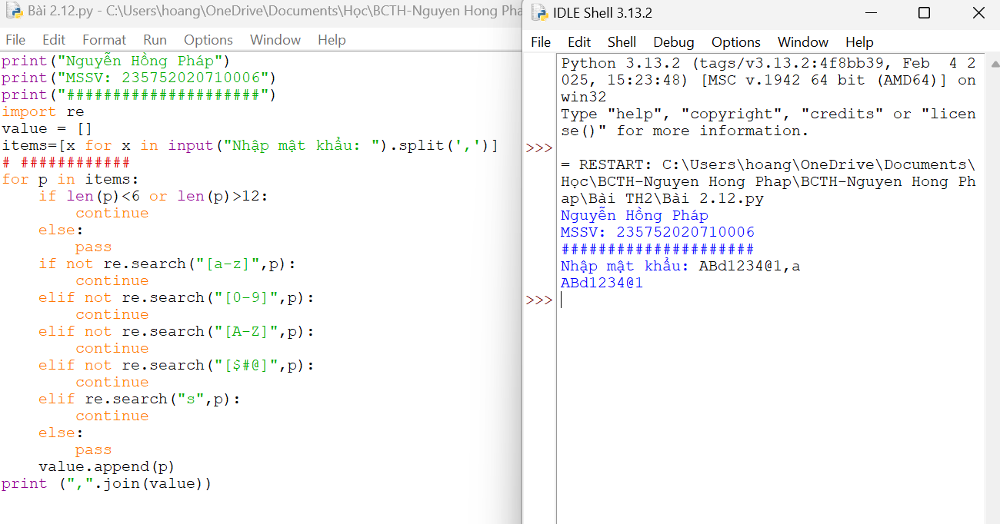 Bài 2.12.py - C:\Users\hoang\OneDrive\Documents\Học\BCTH-Nguyen Hong Pha
File Edit Format Run Options Window Help
print("Nguyễn Hồng Pháp")
print("MSSV: 235752020710006")
print("#####################")
import re
value = []
items=[x for x in input("Nhập mật khẩu: ").split(',')]
# ############
for p in items:
    if len(p)<6 or len(p)>12:
        continue
    else:
        pass
    if not re.search("[a-z]",p):
        continue
    elif not re.search("[0-9]",p):
        continue
    elif not re.search("[A-Z]",p):
        continue
    elif not re.search("[$#@]",p):
        continue
    elif re.search("s",p):
        continue
    else:
        pass
    value.append(p)
print (",".join(value))
IDLE Shell 3.13.2
File Edit Shell Debug Options Window Help
Python 3.13.2 (tags/v3.13.2:4f8bb39, Feb  4 2
025, 15:23:48) [MSC v.1942 64 bit (AMD64)] on
win32
Type "help", "copyright", "credits" or "licen
se()" for more information.
>>>
= RESTART: C:\Users\hoang\OneDrive\Documents\
Học\BCTH-Nguyen Hong Phap\BCTH-Nguyen Hong Ph
ap\Bài TH2\Bài 2.12.py
Nguyễn Hồng Pháp
MSSV: 235752020710006
#####################
Nhập mật khẩu: ABd1234@1,a
ABd1234@1
>>>